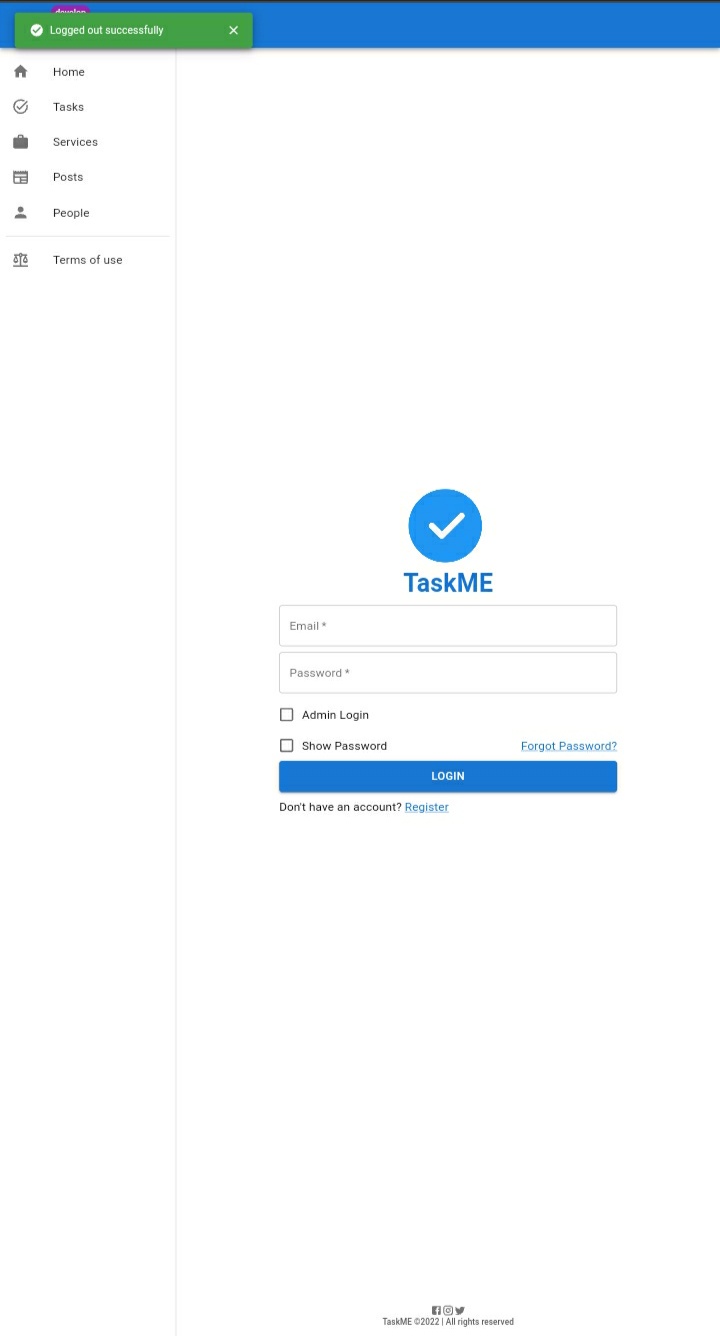 Logged out successfully
Home
Tasks
Services
Posts
People
Terms of use
TaskME
Email *
Password *
Admin Login
Show Password Forgot Password?
LOGIN
Don't have an account? Register
TaskME ©2022 | All rights reserved